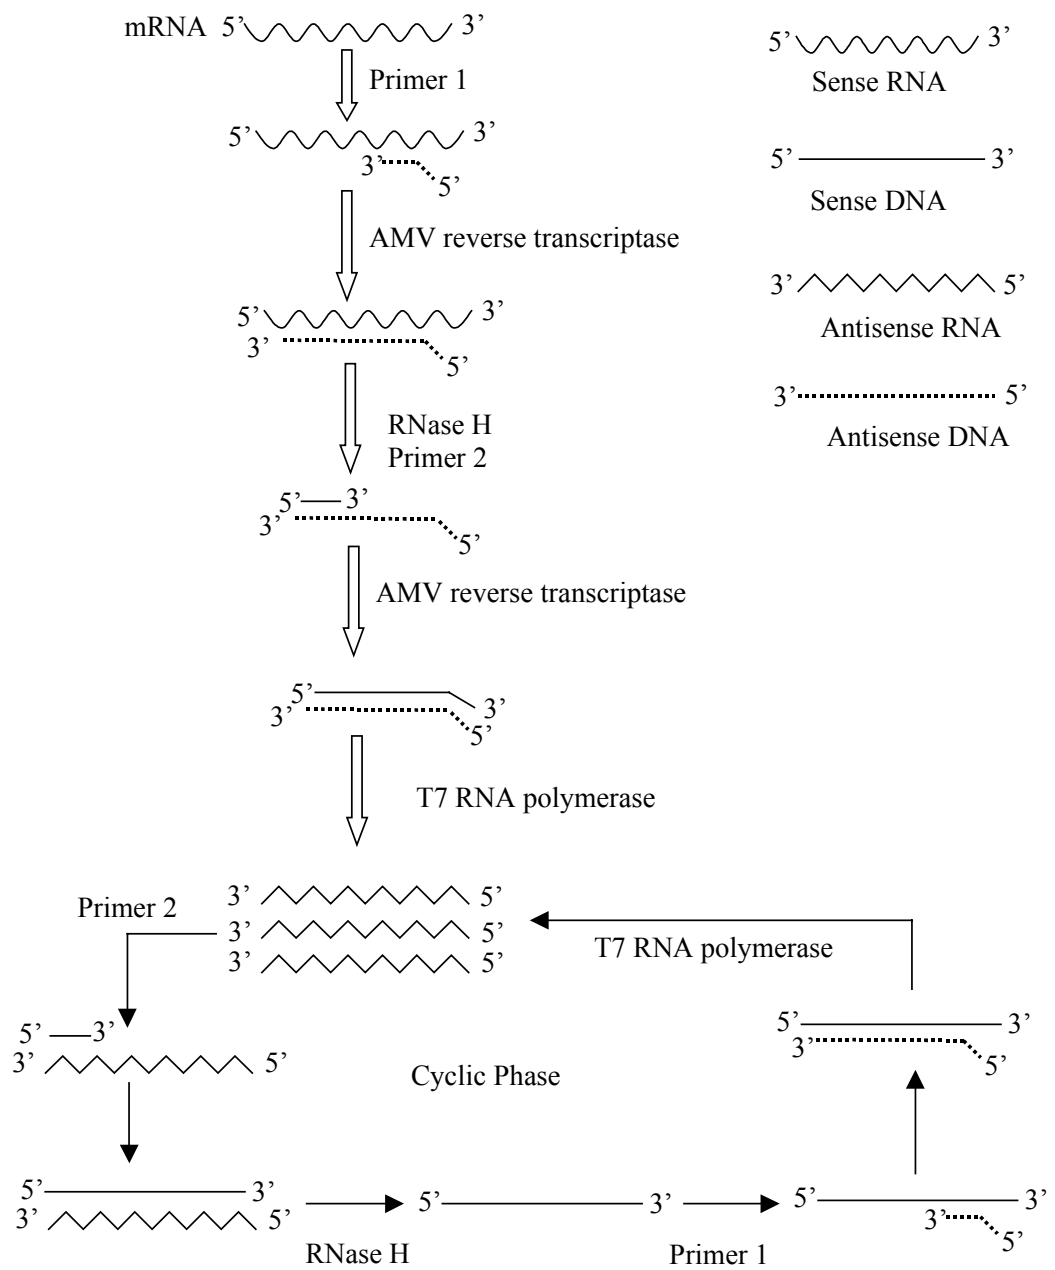 mRNA 5’ 3’
Primer 1
5’ 3’
3’ 5’
AMV reverse transcriptase
5’ 3’
3’ 5’
RNase H
Primer 2
5’ 3’
3’ 5’
AMV reverse transcriptase
5’ 3’
3’ 5’
T7 RNA polymerase
3’ 5’
3’ 5’
3’ 5’
Primer 2
5’ 3’
3’ 5’
Cyclic Phase
5’ 3’
3’ 5’
RNase H
5’ 3’
Primer 1
5’ 3’
3’ 5’
5’ 3’
3’ 5’
T7 RNA polymerase
5’ 3’
Sense RNA
5’ 3’
Sense DNA
3’ 5’
Antisense RNA
3’ 5’
Antisense DNA